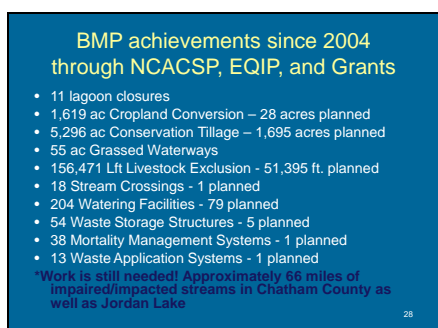 BMP achievements since 2004
through NCACSP, EQIP, and Grants
• 11 lagoon closures
• 1,619 ac Cropland Conversion – 28 acres planned
• 5,296 ac Conservation Tillage – 1,695 acres planned
• 55 ac Grassed Waterways
• 156,471 Lft Livestock Exclusion - 51,395 ft. planned
• 18 Stream Crossings - 1 planned
• 204 Watering Facilities - 79 planned
• 54 Waste Storage Structures - 5 planned
• 38 Mortality Management Systems - 1 planned
• 13 Waste Application Systems - 1 planned
*Work is still needed! Approximately 66 miles of
impaired/impacted streams in Chatham County as
well as Jordan Lake
28